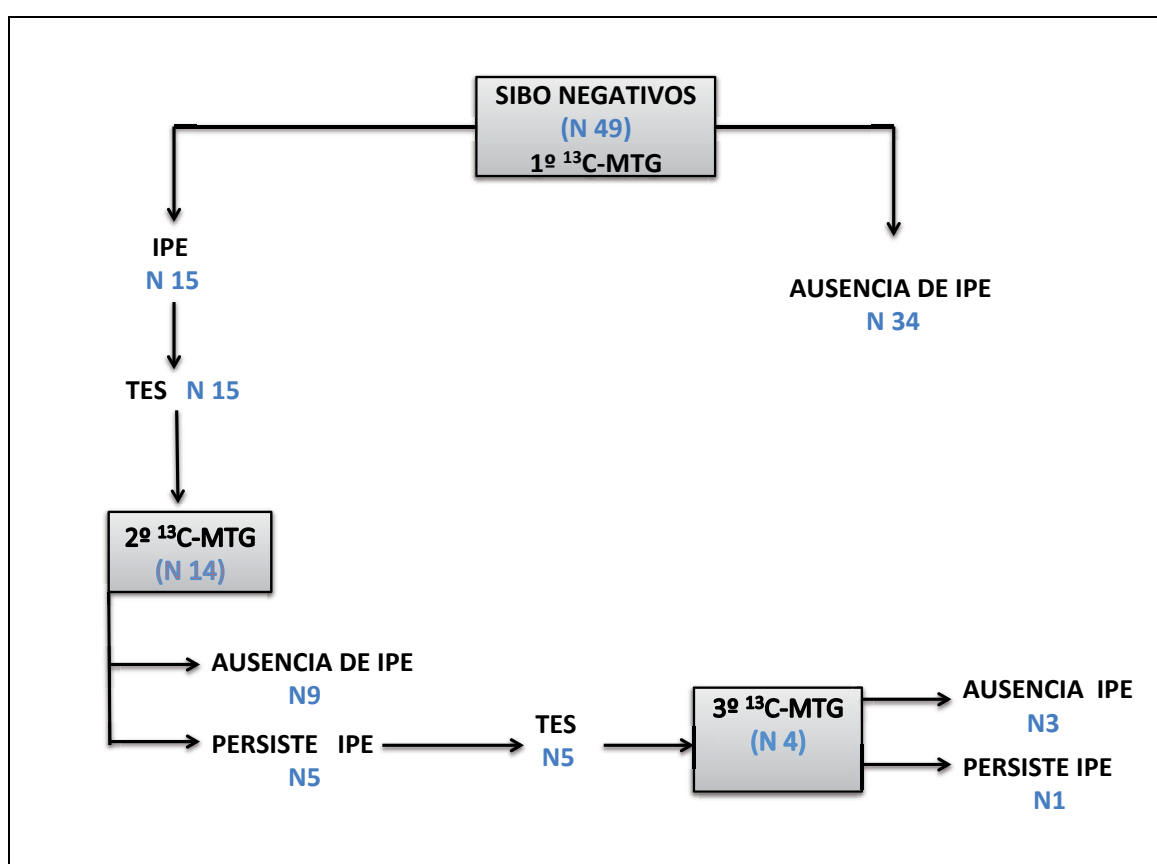 SIBO NEGATIVOS
(N 49)
1º ¹³C-MTG
IPE
N 15
AUSENCIA DE IPE
N 34
TES N 15
2º ¹³C-MTG
(N 14)
AUSENCIA DE IPE
N9
PERSISTE IPE
N5
TES
N5
3º ¹³C-MTG
(N 4)
AUSENCIA IPE
N3
PERSISTE IPE
N1